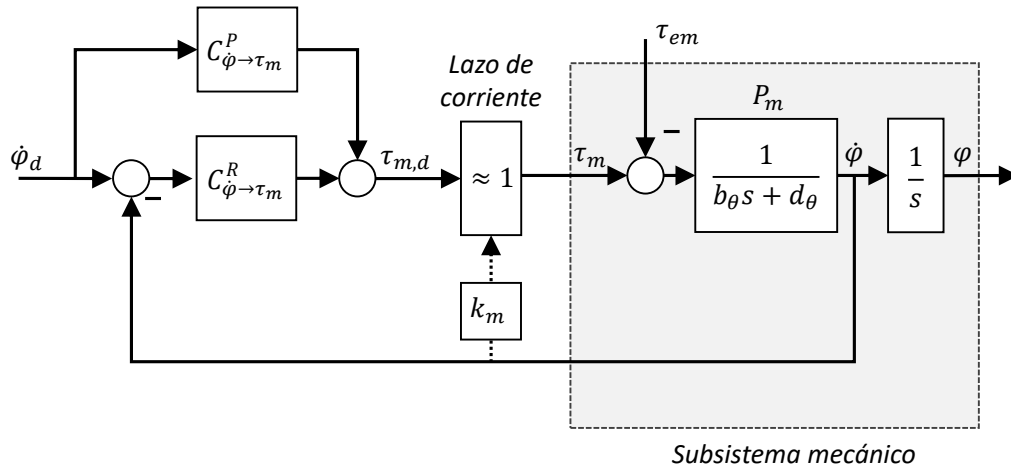 τ_em
C^P_{φ̇→τ_m}
Lazo de
corriente
P_m
φ̇_d
−
C^R_{φ̇→τ_m}
τ_{m,d}
≈ 1
τ_m
−
1
b_θ s + d_θ
φ̇
1
s
φ
k_m
Subsistema mecánico